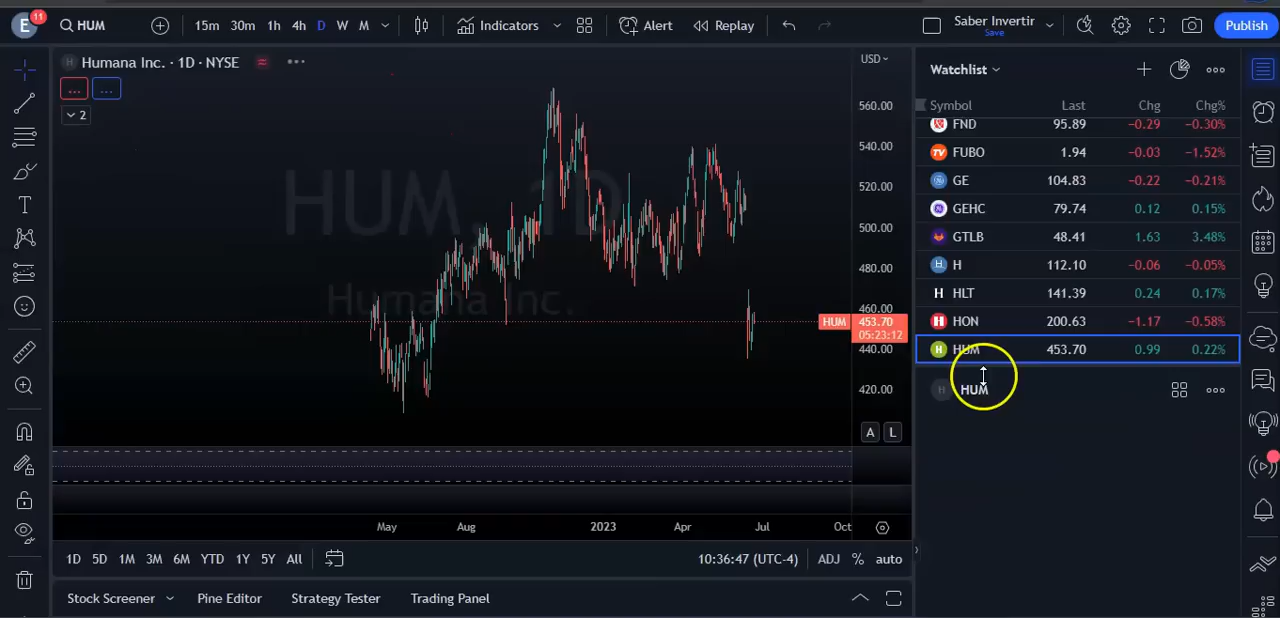 E 11 HUM 15m 30m 1h 4h D W M Indicators Alert Replay Saber Invertir Save Publish
Humana Inc. · 1D · NYSE
... ...
2
HUM, 1D
Humana Inc.
USD
560.00
540.00
520.00
500.00
480.00
460.00
HUM 453.70
05:23:12
440.00
420.00
A L
May Aug 2023 Apr Jul Oct
1D 5D 1M 3M 6M YTD 1Y 5Y All 10:36:47 (UTC-4) ADJ % auto
Stock Screener Pine Editor Strategy Tester Trading Panel
Watchlist
Symbol Last Chg Chg%
FND 95.89 −0.29 −0.30%
TV FUBO 1.94 −0.03 −1.52%
GE 104.83 −0.22 −0.21%
GEHC 79.74 0.12 0.15%
GTLB 48.41 1.63 3.48%
H H 112.10 −0.06 −0.05%
H HLT 141.39 0.24 0.17%
H HON 200.63 −1.17 −0.58%
H HUM 453.70 0.99 0.22%
H HUM